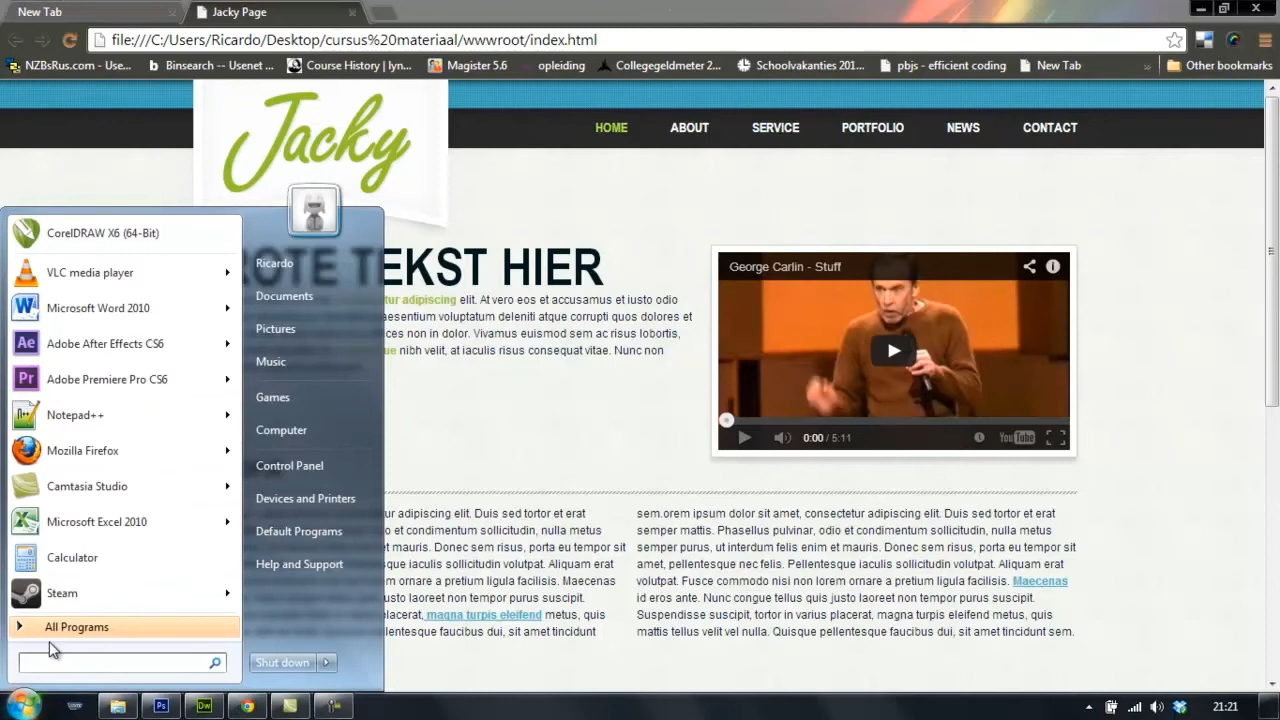 New Tab
Jacky Page
file:///C:/Users/Ricardo/Desktop/cursus%20materiaal/wwwroot/index.html
NZBsRus.com - Use...
Binsearch -- Usenet ...
Course History | lyn...
Magister 5.6
opleiding
Collegegeldmeter 2...
Schoolvakanties 201...
pbjs - efficient coding
New Tab
»
Other bookmarks
Jacky
HOME
ABOUT
SERVICE
PORTFOLIO
NEWS
CONTACT
CorelDRAW X6 (64-Bit)
VLC media player
Microsoft Word 2010
Adobe After Effects CS6
Adobe Premiere Pro CS6
Notepad++
Mozilla Firefox
Camtasia Studio
Microsoft Excel 2010
Calculator
Steam
All Programs
Ricardo
Documents
Pictures
Music
Games
Computer
Control Panel
Devices and Printers
Default Programs
Help and Support
Shut down
ROTE TEKST HIER
tur adipiscing elit. At vero eos et accusamus et iusto odio
aesentium voluptatum deleniti atque corrupti quos dolores et
ices non in dolor. Vivamus euismod sem ac risus lobortis,
ue nibh velit, at iaculis risus consequat vitae. Nunc non
George Carlin - Stuff
0:00 / 5:11
YouTube
adipiscing elit. Duis sed tortor et erat
et condimentum sollicitudin, nulla metus
et mauris. Donec sem risus, porta eu tempor sit
que iaculis sollicitudin volutpat. Aliquam erat
ornare a pretium ligula facilisis. Maecenas
tus laoreet non tempor purus.
placerat, magna turpis eleifend metus, quis
pellentesque faucibus dui, sit amet tincidunt
sem.orem ipsum dolor sit amet, consectetur adipiscing elit. Duis sed tortor et erat
semper mattis. Phasellus pulvinar, odio et condimentum sollicitudin, nulla metus
semper purus, ut interdum felis enim et mauris. Donec sem risus, porta eu tempor sit
amet, pellentesque nec felis. Pellentesque iaculis sollicitudin volutpat. Aliquam erat
volutpat. Fusce commodo nisi non lorem ornare a pretium ligula facilisis. Maecenas
id eros ante. Nunc congue tellus quis justo laoreet non tempor purus.
Suspendisse suscipit, tortor in varius placerat, magna turpis eleifend metus, quis
mattis tellus velit vel nulla. Quisque pellentesque faucibus dui, sit amet tincidunt sem.
Ps
Dw
21:21